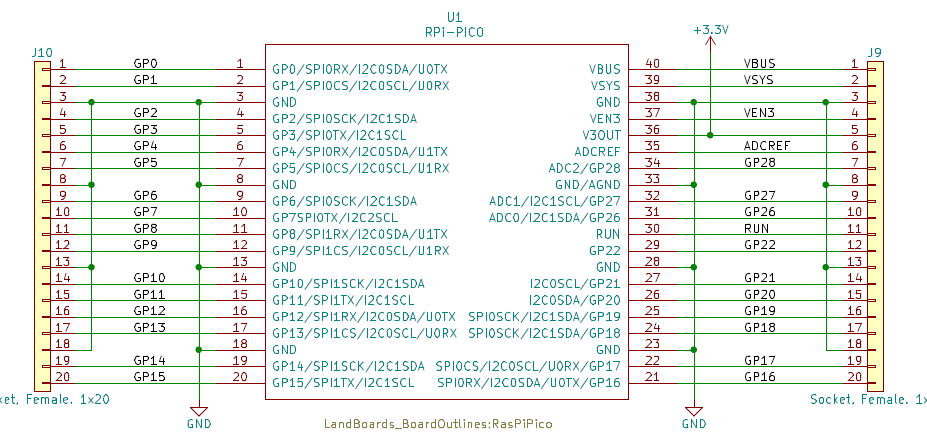 U1
RPi-PICO
+3.3V
J10 J9
1 GP0 1 GP0/SPI0RX/I2C0SDA/U0TX VBUS 40 VBUS 1
2 GP1 2 GP1/SPI0CS/I2C0SCL/U0RX VSYS 39 VSYS 2
3 3 GND GND 38 3
4 GP2 4 GP2/SPI0SCK/I2C1SDA VEN3 37 VEN3 4
5 GP3 5 GP3/SPI0TX/I2C1SCL V3OUT 36 5
6 GP4 6 GP4/SPI0RX/I2C0SDA/U1TX ADCREF 35 ADCREF 6
7 GP5 7 GP5/SPI0CS/I2C0SCL/U1RX ADC2/GP28 34 GP28 7
8 8 GND GND/AGND 33 8
9 GP6 9 GP6/SPI0SCK/I2C1SDA ADC1/I2C1SCL/GP27 32 GP27 9
10 GP7 10 GP7SPI0TX/I2C2SCL ADC0/I2C1SDA/GP26 31 GP26 10
11 GP8 11 GP8/SPI1RX/I2C0SDA/U1TX RUN 30 RUN 11
12 GP9 12 GP9/SPI1CS/I2C0SCL/U1RX GP22 29 GP22 12
13 13 GND GND 28 13
14 GP10 14 GP10/SPI1SCK/I2C1SDA I2C0SCL/GP21 27 GP21 14
15 GP11 15 GP11/SPI1TX/I2C1SCL I2C0SDA/GP20 26 GP20 15
16 GP12 16 GP12/SPI1RX/I2C0SDA/U0TX SPI0SCK/I2C1SDA/GP19 25 GP19 16
17 GP13 17 GP13/SPI1CS/I2C0SCL/U0RX SPI0SCK/I2C1SDA/GP18 24 GP18 17
18 18 GND GND 23 18
19 GP14 19 GP14/SPI1SCK/I2C1SDA SPI0CS/I2C0SCL/U0RX/GP17 22 GP17 19
20 GP15 20 GP15/SPI1TX/I2C1SCL SPI0RX/I2C0SDA/U0TX/GP16 21 GP16 20
ket, Female. 1x20 Socket, Female. 1x
GND LandBoards_BoardOutlines:RasPiPico GND